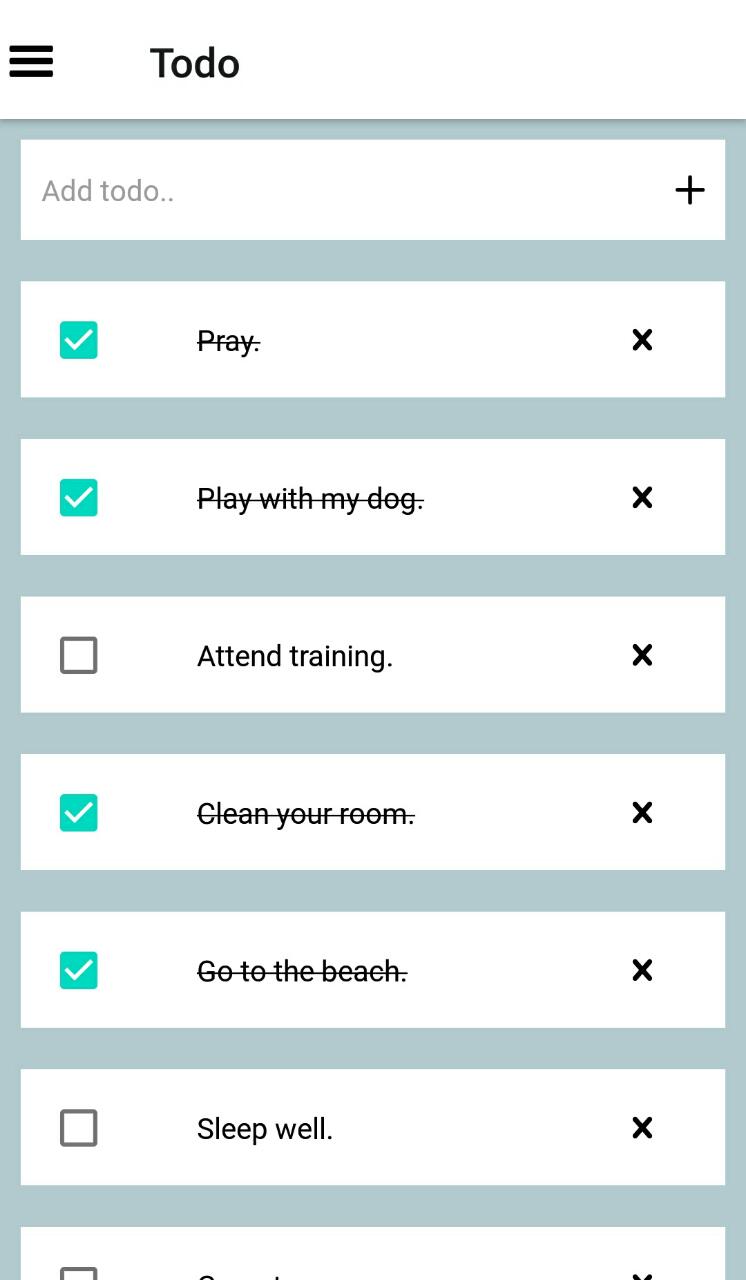 Todo
Add todo..
Pray.
Play with my dog.
Attend training.
Clean your room.
Go to the beach.
Sleep well.